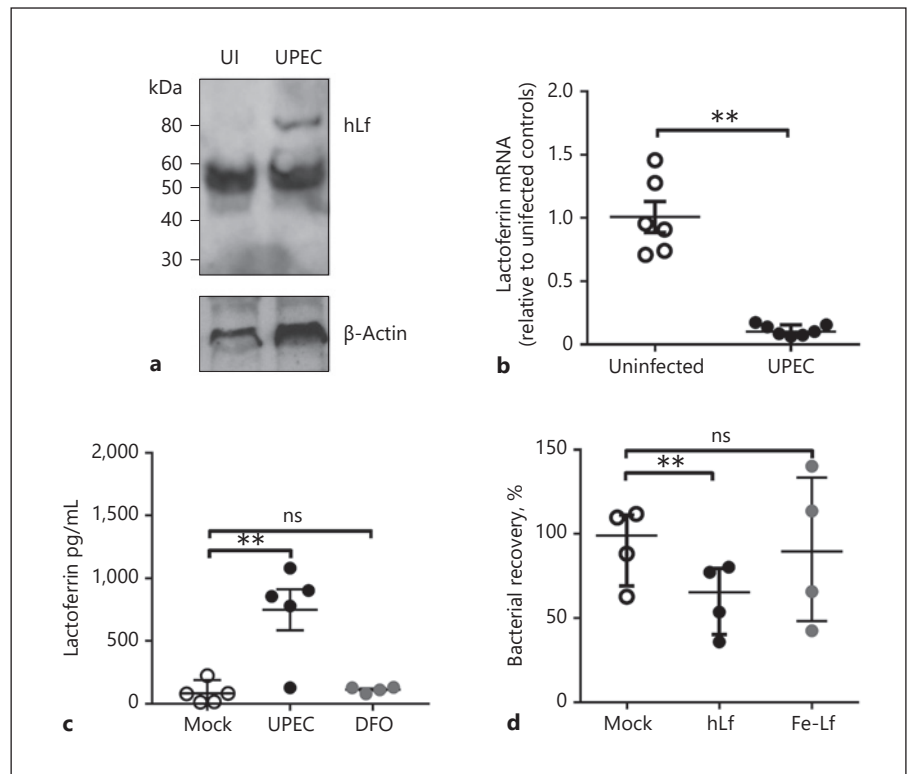 UI UPEC
kDa
80
hLf
60
50
40
30
β-Actin
a
2.0
1.5
1.0
0.5
0
Lactoferrin mRNA
(relative to unifected controls)
**
Uninfected UPEC
b
2,000
1,500
1,000
500
0
Lactoferrin pg/mL
ns
**
Mock UPEC DFO
c
150
100
50
0
Bacterial recovery, %
ns
**
Mock hLf Fe-Lf
d